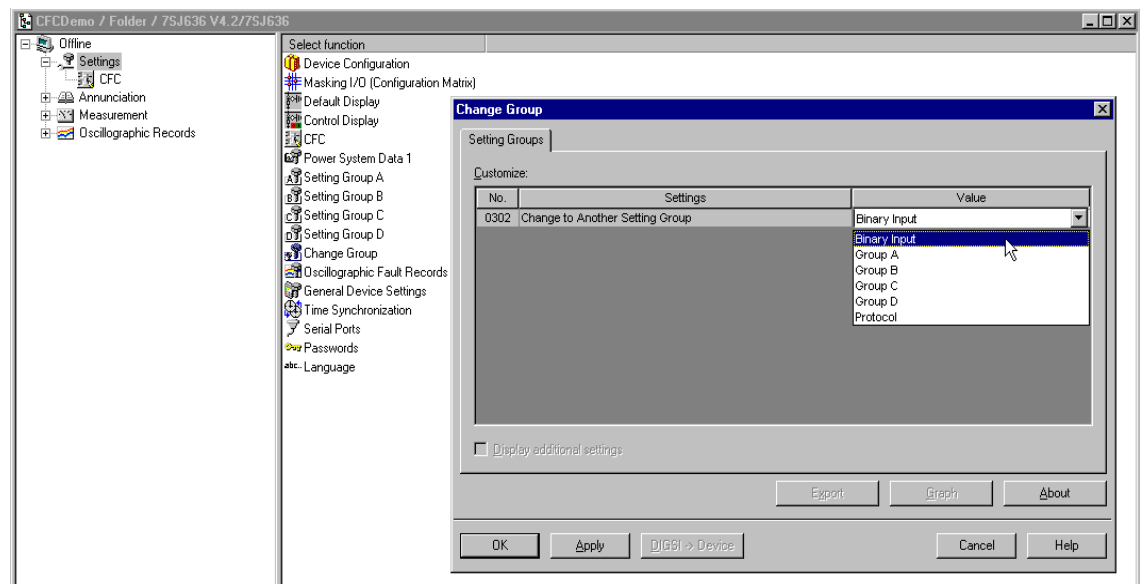 CFCDemo / Folder / 7SJ636 V4.2/7SJ636
Offline
Settings
CFC
Annunciation
Measurement
Oscillographic Records
Select function
Device Configuration
Masking I/O (Configuration Matrix)
Default Display
Control Display
CFC
Power System Data 1
Setting Group A
Setting Group B
Setting Group C
Setting Group D
Change Group
Oscillographic Fault Records
General Device Settings
Time Synchronization
Serial Ports
Passwords
abc.. Language
Change Group
Setting Groups
Customize:
No. Settings Value
0302 Change to Another Setting Group Binary Input
Binary Input
Group A
Group B
Group C
Group D
Protocol
Display additional settings
Export Graph About
OK Apply DIGSI -> Device Cancel Help